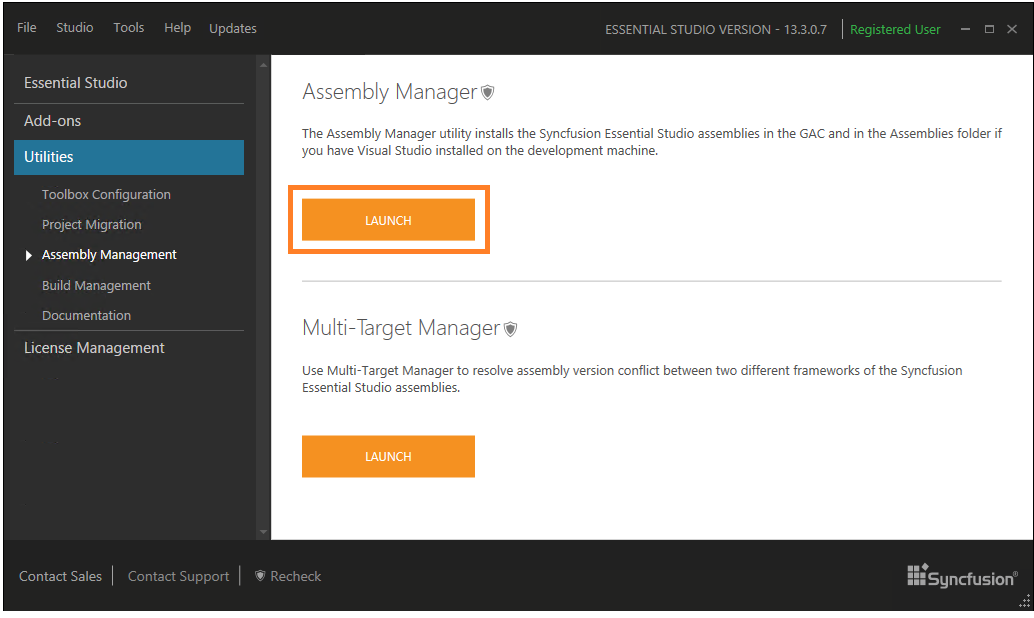 File Studio Tools Help Updates
ESSENTIAL STUDIO VERSION - 13.3.0.7 Registered User
Essential Studio
Add-ons
Utilities
Toolbox Configuration
Project Migration
Assembly Management
Build Management
Documentation
License Management
Assembly Manager
The Assembly Manager utility installs the Syncfusion Essential Studio assemblies in the GAC and in the Assemblies folder if
you have Visual Studio installed on the development machine.
LAUNCH
Multi-Target Manager
Use Multi-Target Manager to resolve assembly version conflict between two different frameworks of the Syncfusion
Essential Studio assemblies.
LAUNCH
Contact Sales Contact Support Recheck
Syncfusion®